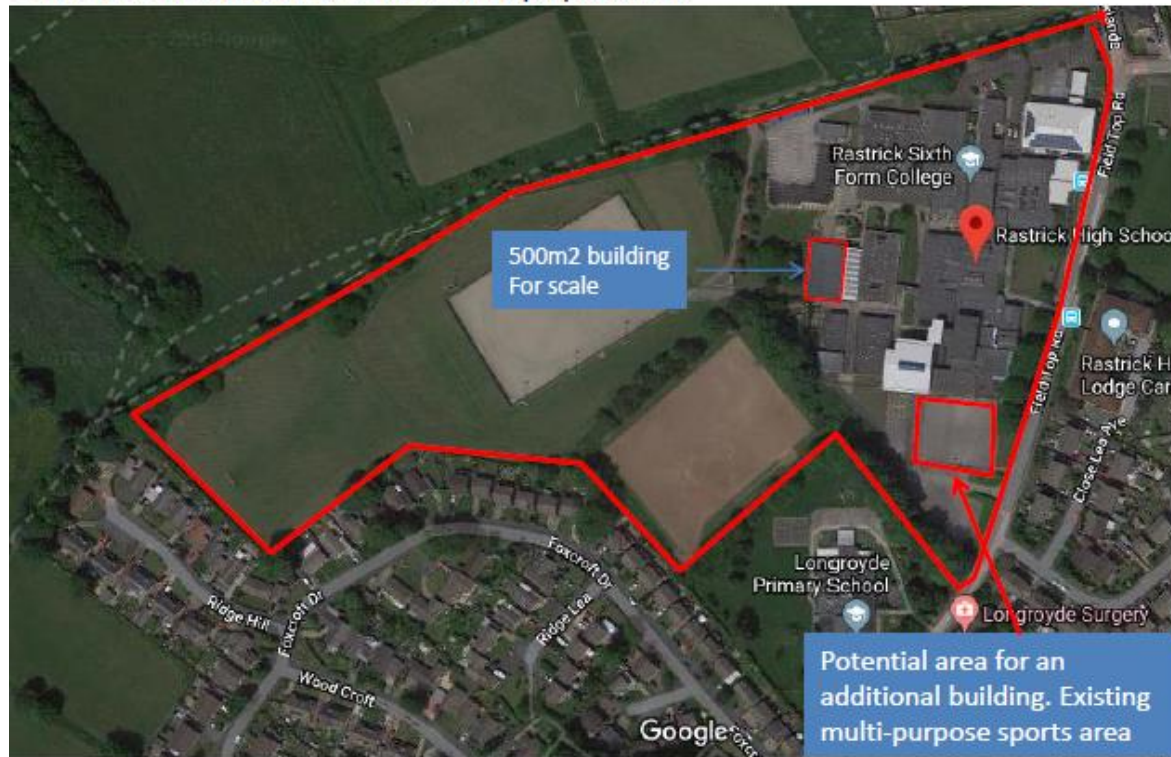 Rastrick Sixth
Form College
Field Top Rd
Rastrick High Schoo
500m2 building
For scale
Field Top Rd
Rastrick H
Lodge Car
Close Lea Ave
Foxcroft Dr
Longroyde
Primary School
Ridge Lea
Ridge Hill
Foxcroft Dr
Longroyde Surgery
Wood Croft
Potential area for an
additional building. Existing
multi-purpose sports area
Google
Foxcr